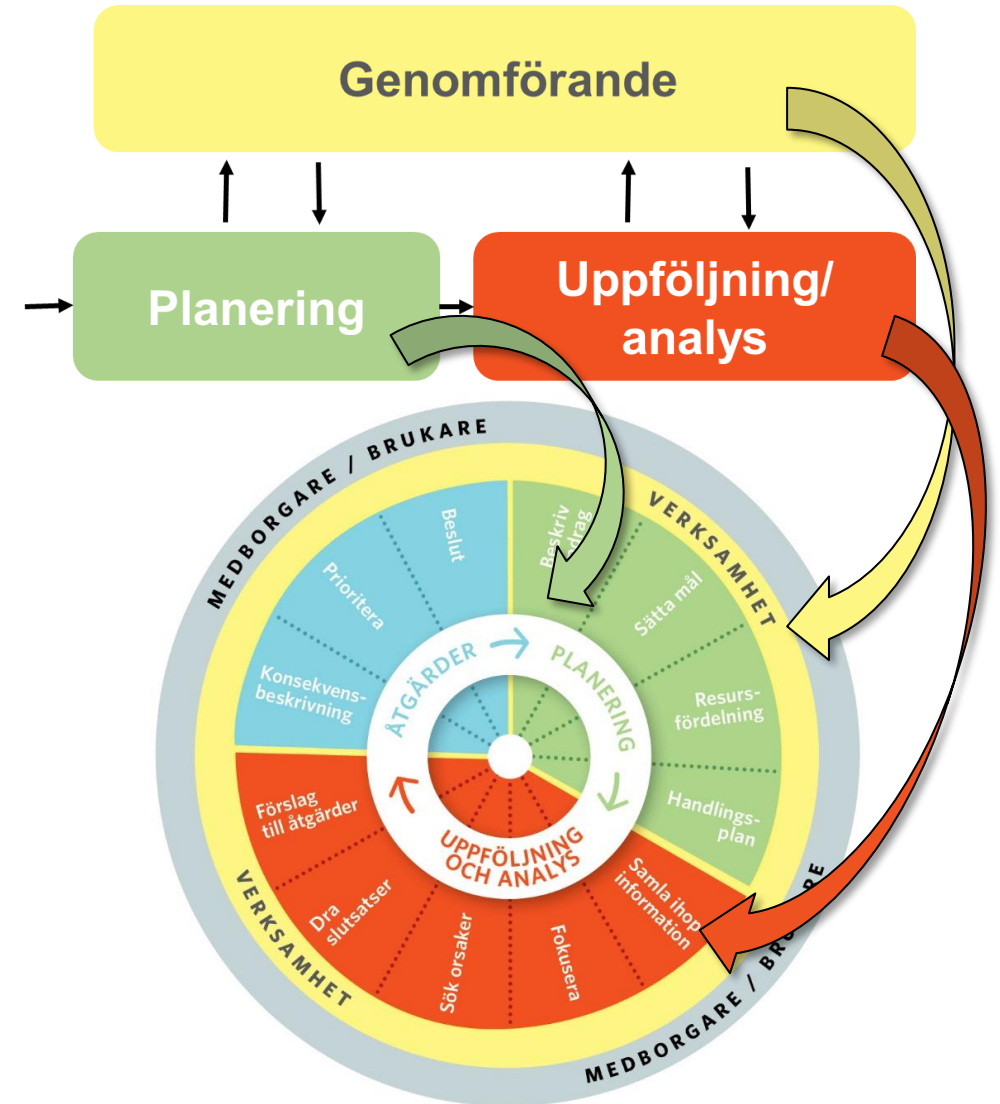 Genomförande
Planering
Uppföljning/
analys
MEDBORGARE / BRUKARE
VERKSAMHET
Beskriv
Sätta mål
Resurs-
fördelning
Handlings-
plan
Samla ihop
information
Fokusera
Sök orsaker
Dra
slutsatser
Förslag
till åtgärder
Konsekvens-
beskrivning
Prioritera
Beslut
ÅTGÄRDER
PLANERING
UPPFÖLJNING
OCH ANALYS
VERKSAMHET
MEDBORGARE /